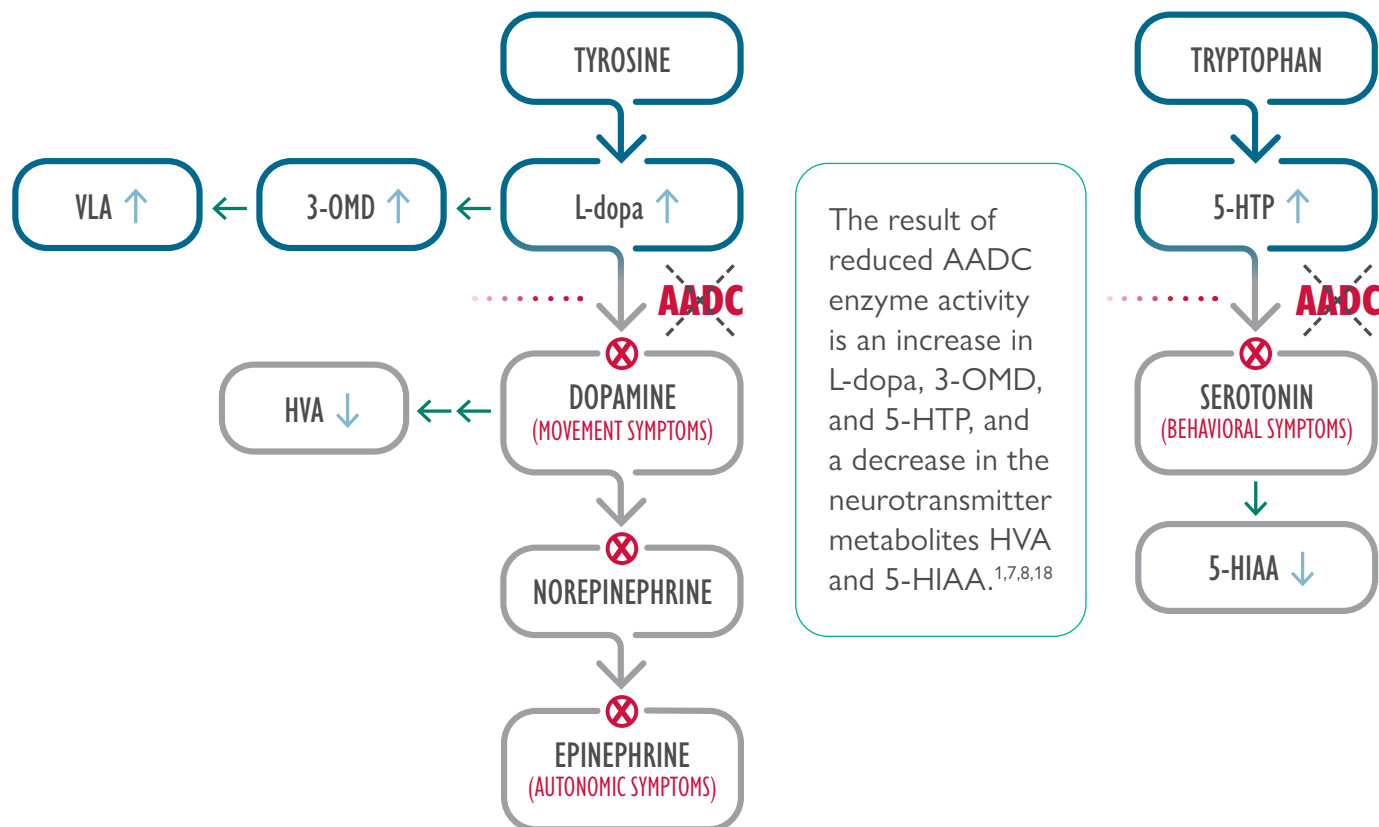 TYROSINE
TRYPTOPHAN
VLA ↑
3-OMD ↑
L-dopa ↑
5-HTP ↑
The result of
reduced AADC
enzyme activity
is an increase in
L-dopa, 3-OMD,
and 5-HTP, and
a decrease in the
neurotransmitter
metabolites HVA
and 5-HIAA.1,7,8,18
AADC
AADC
HVA ↓
DOPAMINE
(MOVEMENT SYMPTOMS)
SEROTONIN
(BEHAVIORAL SYMPTOMS)
NOREPINEPHRINE
5-HIAA ↓
EPINEPHRINE
(AUTONOMIC SYMPTOMS)